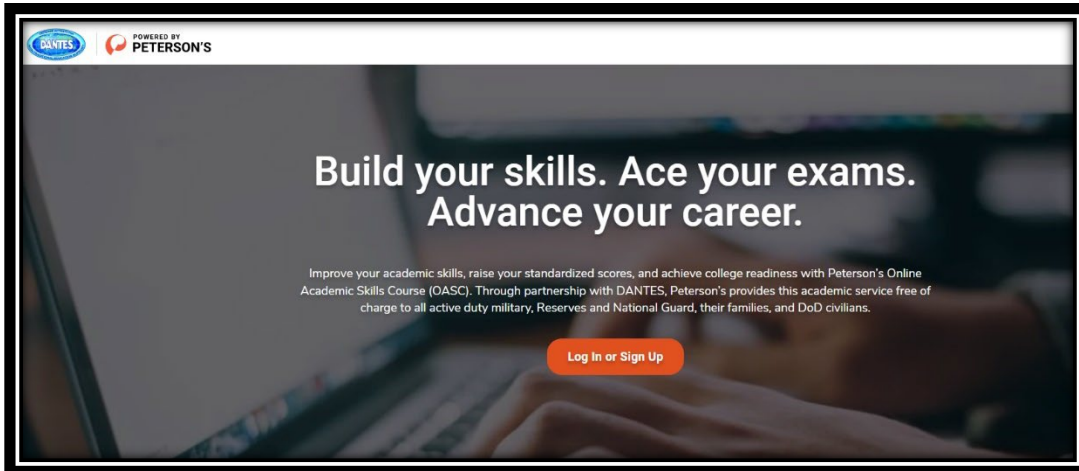 DANTES
POWERED BY
PETERSON'S
Build your skills. Ace your exams.
Advance your career.
Improve your academic skills, raise your standardized scores, and achieve college readiness with Peterson's Online
Academic Skills Course (OASC). Through partnership with DANTES, Peterson's provides this academic service free of
charge to all active duty military, Reserves and National Guard, their families, and DoD civilians.
Log In or Sign Up